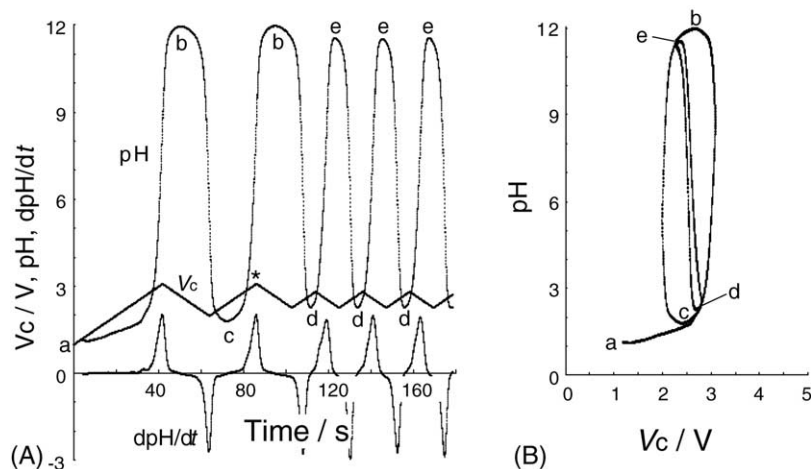 12
9
6
3
0
-3
Vc / V, pH, dpH/dt
b
b
e
e
e
pH
Vc
*
a
c
d
d
d
40
80
120
160
Time / s
dpH/dt
(A)
12
9
6
3
0
pH
b
e
d
c
a
0
1
2
3
4
5
Vc / V
(B)